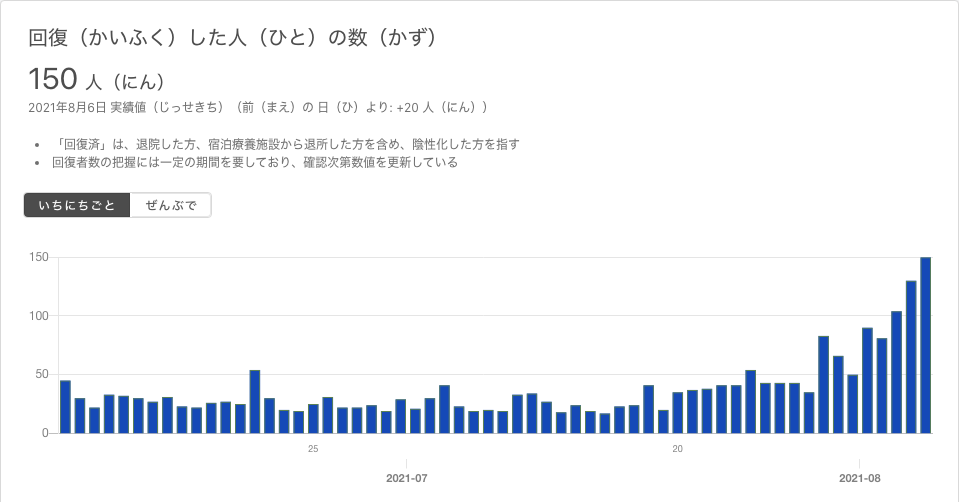 回復（かいふく）した人（ひと）の数（かず）
150 人（にん）
2021年8月6日 実績値（じっせきち）（前（まえ）の 日（ひ）より: +20 人（にん））
「回復済」は、退院した方、宿泊療養施設から退所した方を含め、陰性化した方を指す
回復者数の把握には一定の期間を要しており、確認次第数値を更新している
いちにちごと ぜんぶで
150
100
50
0
25 20
2021-07 2021-08